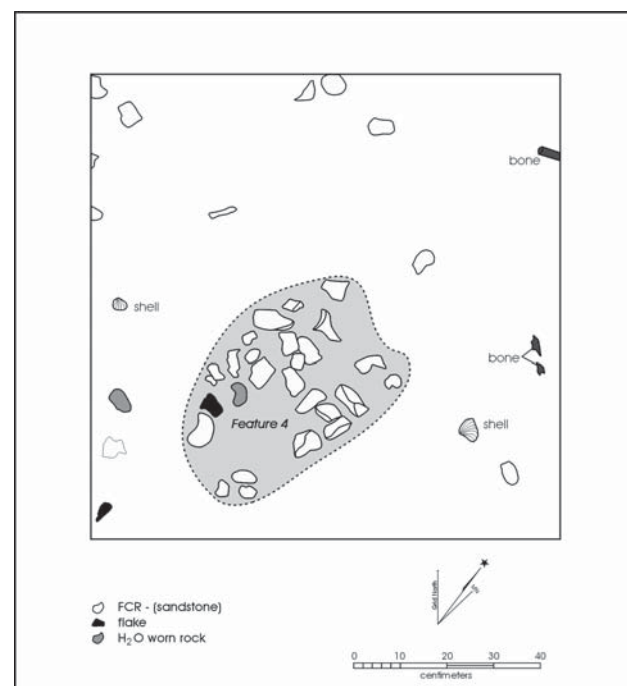 bone
shell
bone
shell
Feature 4
FCR - (sandstone)
flake
H₂O worn rock
Grid North
MN
0 10 20 30 40
centimeters